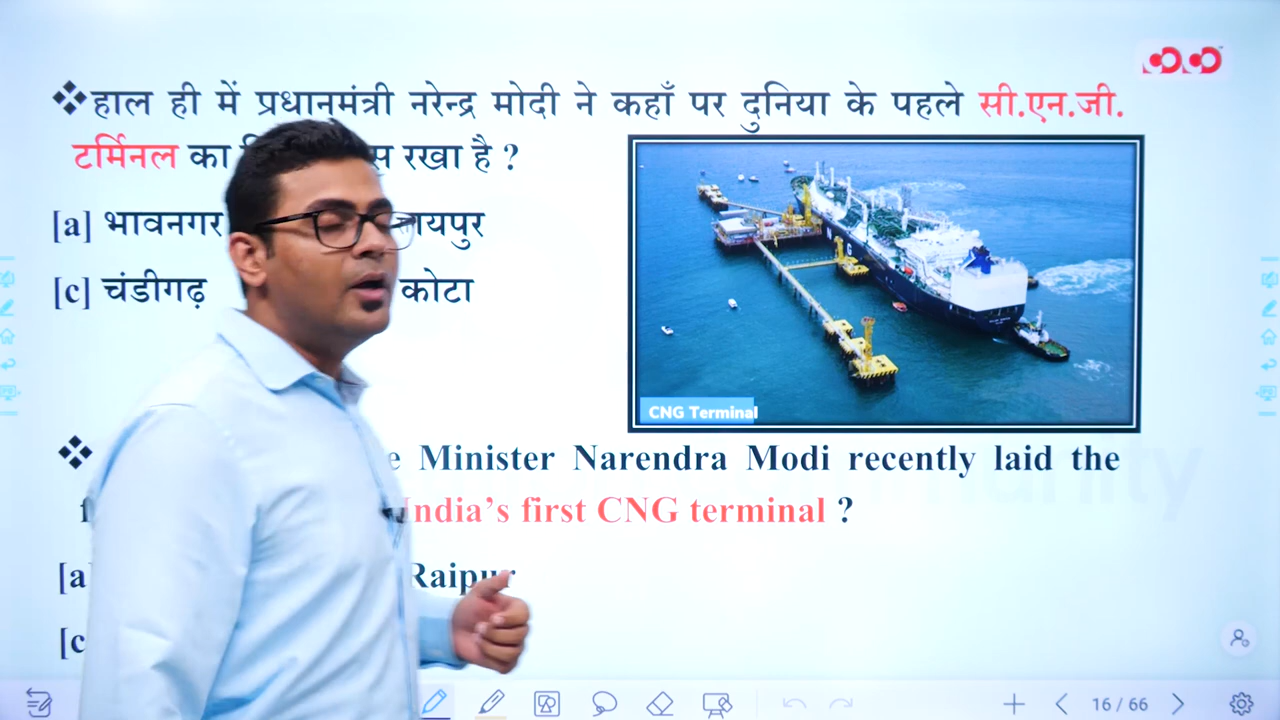 ❖हाल ही में प्रधानमंत्री नरेन्द्र मोदी ने कहाँ पर दुनिया के पहले सी.एन.जी.
टर्मिनल का रखा है ?
[a] भावनगर
[c] चंडीगढ़ कोटा
CNG Terminal
❖ Minister Narendra Modi recently laid the
India's first CNG terminal ?
[a] Raipur
[c
16 / 66